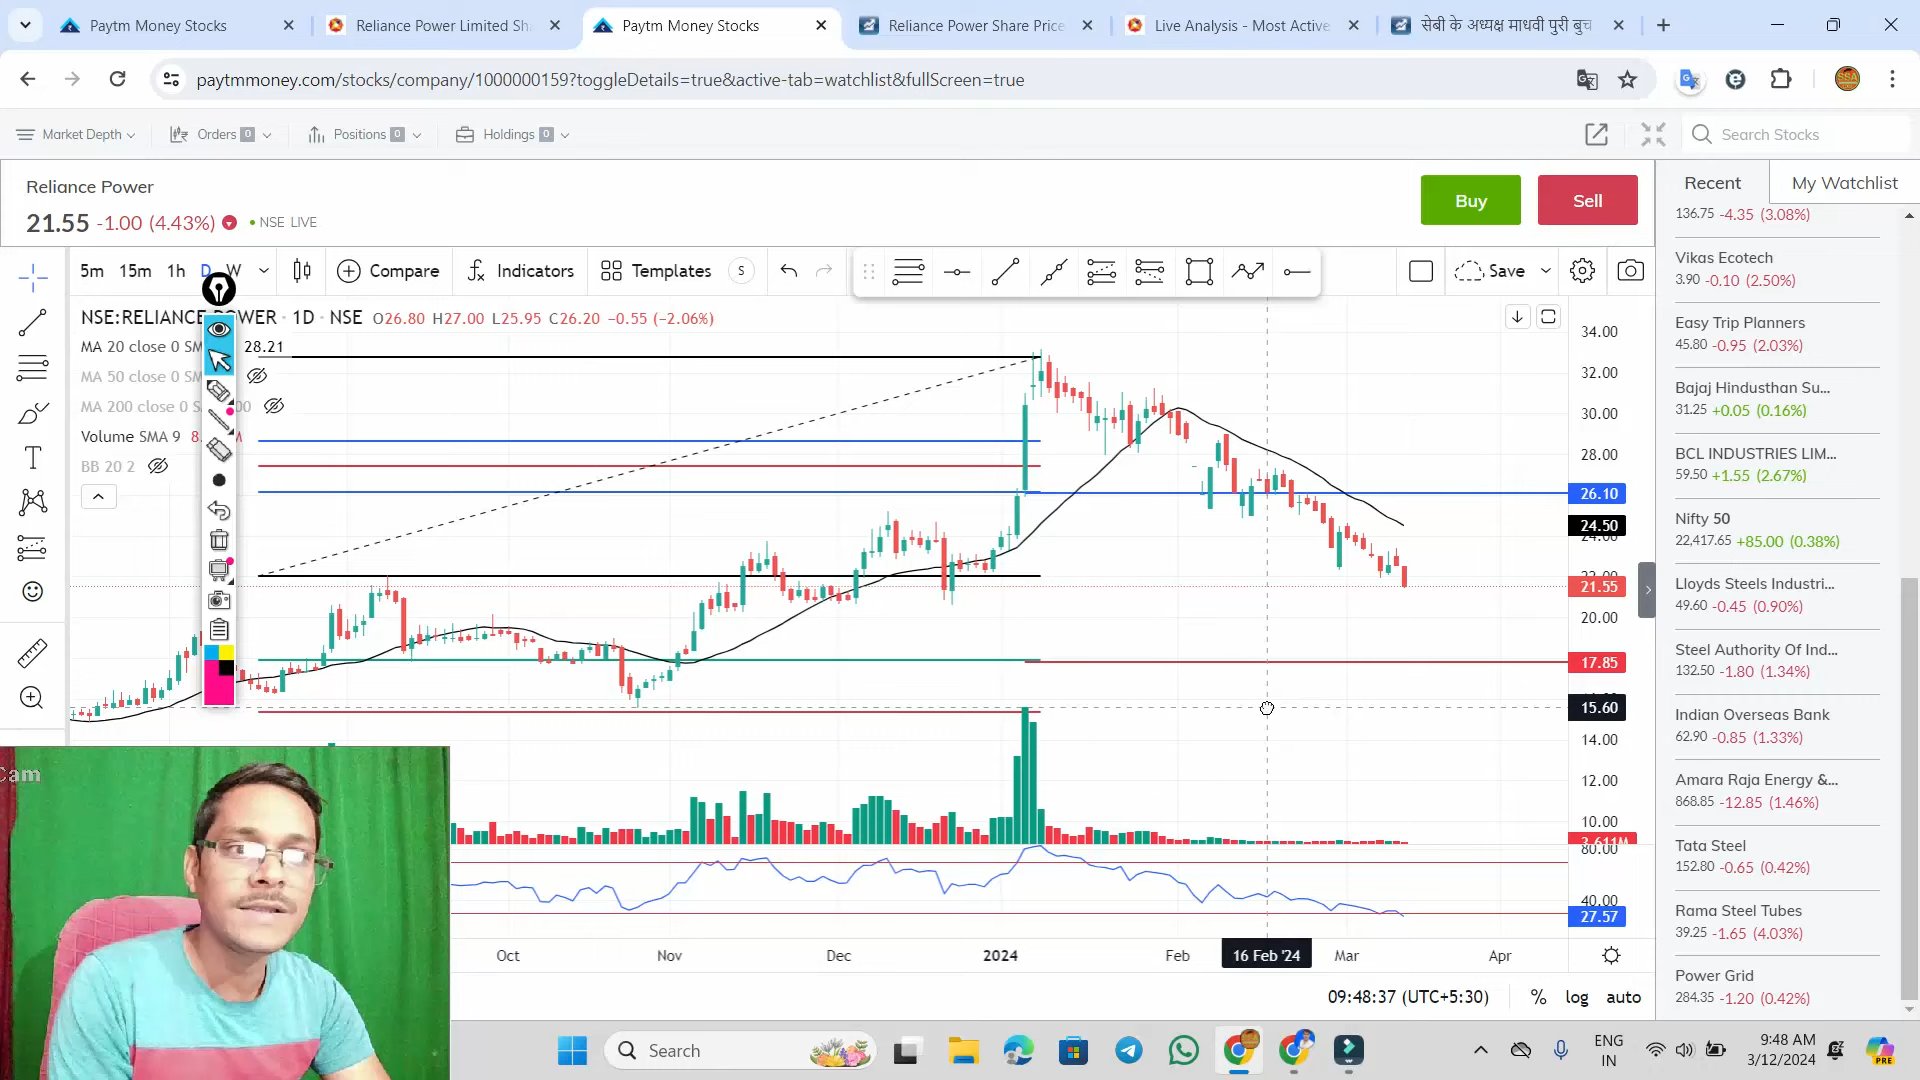 Paytm Money Stocks
Reliance Power Limited Sh
Paytm Money Stocks
Reliance Power Share Price
Live Analysis - Most Active
सेबी के अध्यक्ष माधवी पुरी बुच
paytmmoney.com/stocks/company/1000000159?toggleDetails=true&active-tab=watchlist&fullScreen=true
Market Depth
Orders 0
Positions 0
Holdings 0
Search Stocks
Reliance Power
21.55 -1.00 (4.43%) NSE LIVE
Buy
Sell
5m 15m 1h D W
Compare
Indicators
Templates
S
Save
NSE:RELIANCE POWER · 1D · NSE O26.80 H27.00 L25.95 C26.20 -0.55 (-2.06%)
MA 20 close 0 SM 28.21
MA 50 close 0 SM
MA 200 close 0 S 00
Volume SMA 9 8. M
BB 20 2
34.00
32.00
30.00
28.00
26.10
24.50
24.00
22.00
21.55
20.00
17.85
15.60
14.00
12.00
10.00
3.611M
80.00
40.00
27.57
Oct
Nov
Dec
2024
Feb
16 Feb '24
Mar
Apr
09:48:37 (UTC+5:30)
%
log
auto
Recent
My Watchlist
136.75 -4.35 (3.08%)
Vikas Ecotech
3.90 -0.10 (2.50%)
Easy Trip Planners
45.80 -0.95 (2.03%)
Bajaj Hindusthan Su...
31.25 +0.05 (0.16%)
BCL INDUSTRIES LIM...
59.50 +1.55 (2.67%)
Nifty 50
22,417.65 +85.00 (0.38%)
Lloyds Steels Industri...
49.60 -0.45 (0.90%)
Steel Authority Of Ind...
132.50 -1.80 (1.34%)
Indian Overseas Bank
62.90 -0.85 (1.33%)
Amara Raja Energy &...
868.85 -12.85 (1.46%)
Tata Steel
152.80 -0.65 (0.42%)
Rama Steel Tubes
39.25 -1.65 (4.03%)
Power Grid
284.35 -1.20 (0.42%)
Cam
Search
ENG
IN
9:48 AM
3/12/2024
PRE